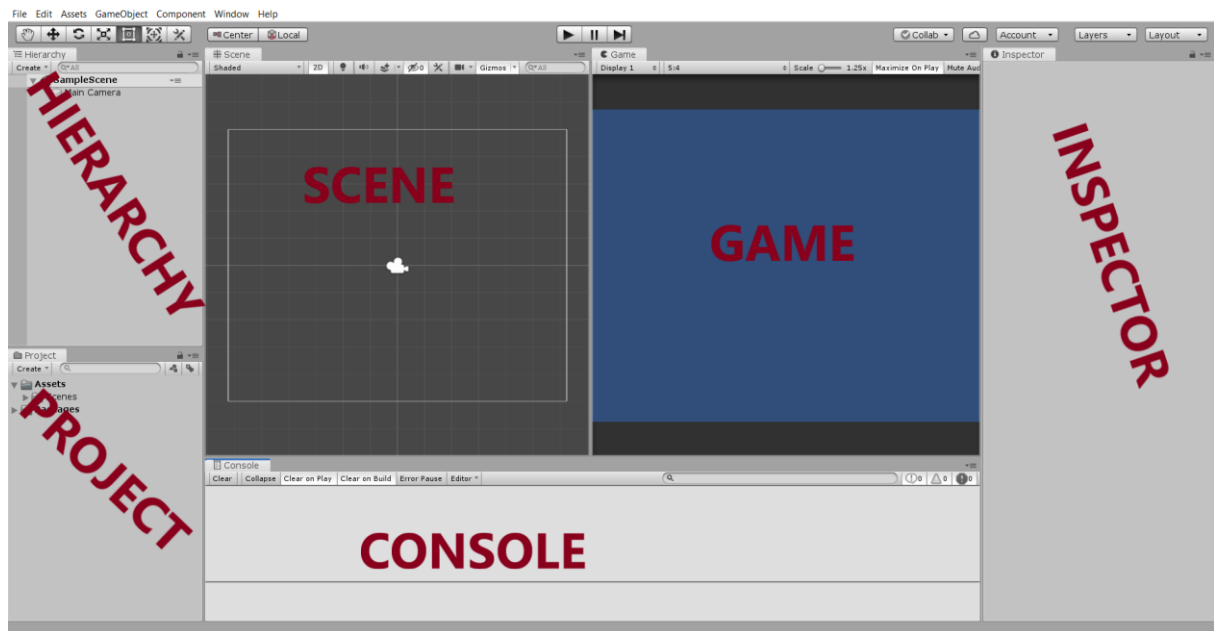 File Edit Assets GameObject Component Window Help
Center Local
Collab Account Layers Layout
Hierarchy
Create All
SampleScene
Main Camera
HIERARCHY
Scene
Shaded 2D 0 Gizmos All
SCENE
Game
Display 1 5:4 Scale 1.25x Maximize On Play Mute Aud
GAME
Inspector
INSPECTOR
Project
Create
Assets
Scenes
Packages
PROJECT
Console
Clear Collapse Clear on Play Clear on Build Error Pause Editor 0 0 0
CONSOLE